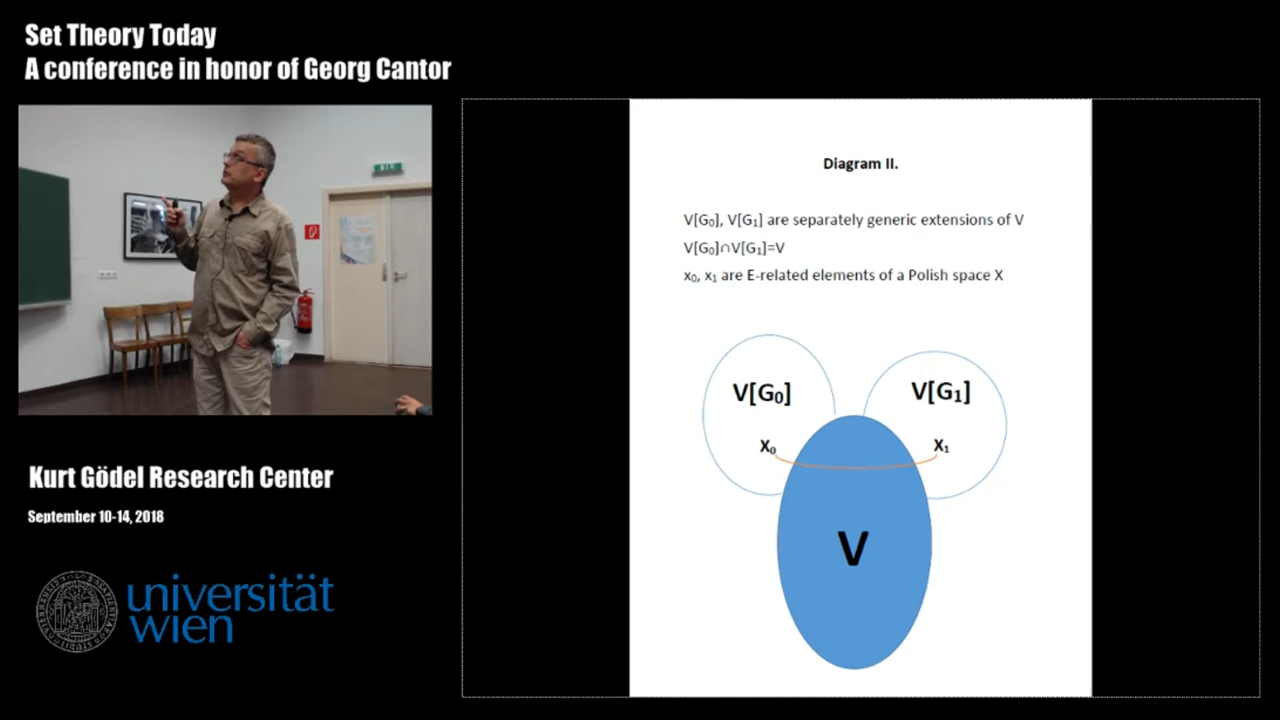 Set Theory Today
A conference in honor of Georg Cantor
Kurt Gödel Research Center
September 10-14, 2018
universität
wien
Diagram II.
V[G₀], V[G₁] are separately generic extensions of V
V[G₀]∩V[G₁]=V
x₀, x₁ are E-related elements of a Polish space X
V[G₀]
V[G₁]
X₀
X₁
V